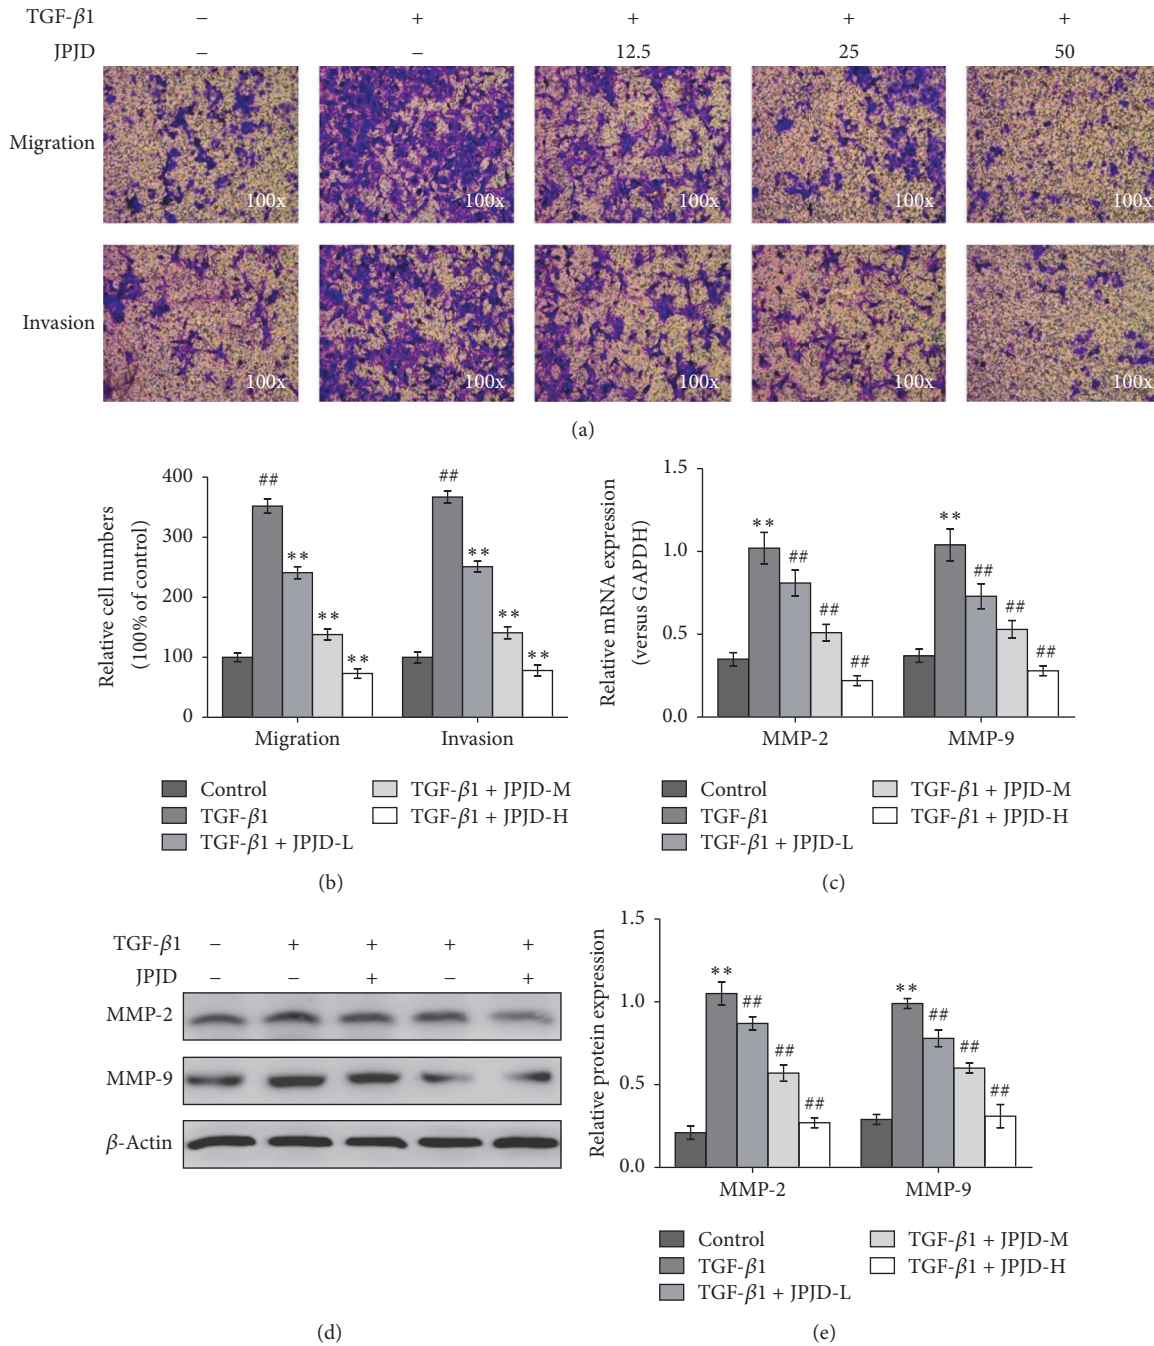 TGF-β1 – + + + +
JPJD – – 12.5 25 50
Migration
100x 100x 100x 100x 100x
Invasion
100x 100x 100x 100x 100x
(a)
Relative cell numbers
(100% of control)
400
300
200
100
0
##
**
**
**
##
**
**
**
Migration Invasion
Control
TGF-β1
TGF-β1 + JPJD-L
TGF-β1 + JPJD-M
TGF-β1 + JPJD-H
(b)
Relative mRNA expression
(versus GAPDH)
1.5
1.0
0.5
0.0
**
##
##
##
**
##
##
##
MMP-2 MMP-9
Control
TGF-β1
TGF-β1 + JPJD-L
TGF-β1 + JPJD-M
TGF-β1 + JPJD-H
(c)
TGF-β1 – + + + +
JPJD – – + – +
MMP-2
MMP-9
β-Actin
(d)
Relative protein expression
1.5
1.0
0.5
0.0
**
##
##
##
**
##
##
##
MMP-2 MMP-9
Control
TGF-β1
TGF-β1 + JPJD-L
TGF-β1 + JPJD-M
TGF-β1 + JPJD-H
(e)